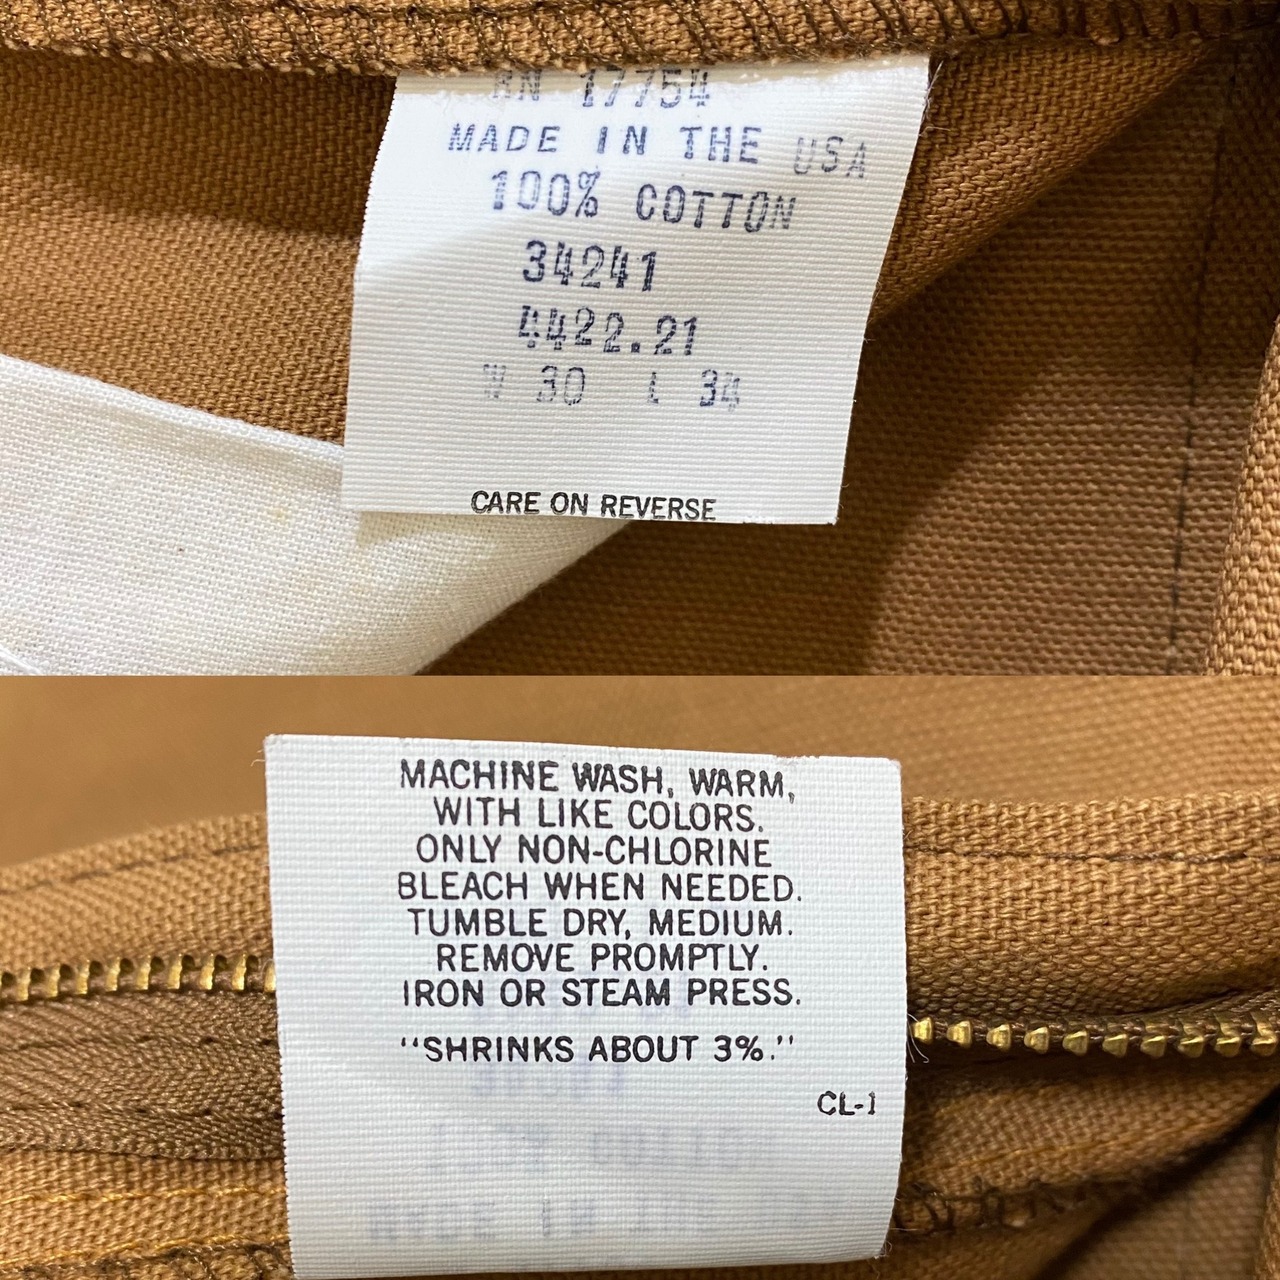 RN 17754
MADE IN THE USA
100% COTTON
34241
4422.21
W 30 L 34
CARE ON REVERSE
MACHINE WASH, WARM,
WITH LIKE COLORS.
ONLY NON-CHLORINE
BLEACH WHEN NEEDED.
TUMBLE DRY, MEDIUM.
REMOVE PROMPTLY.
IRON OR STEAM PRESS.
“SHRINKS ABOUT 3%.”
CL-1